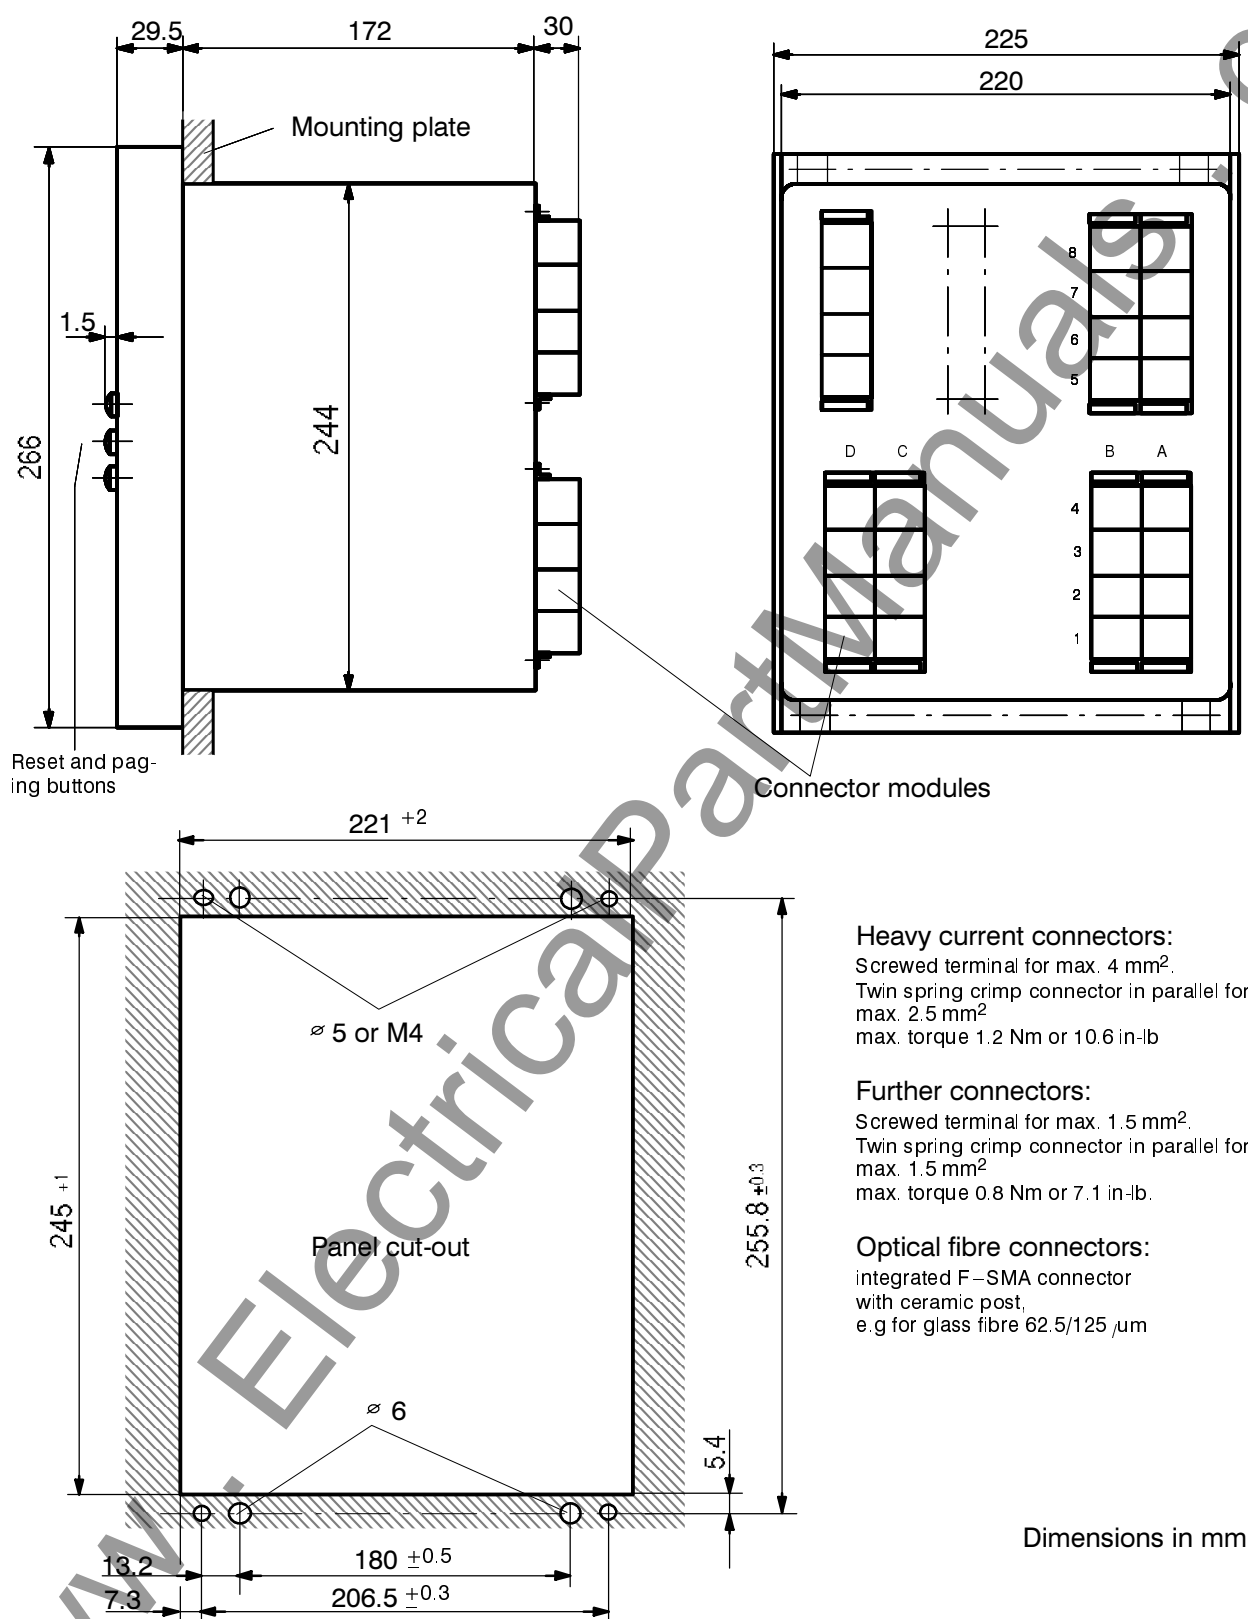 29.5
172
30
225
220
Mounting plate
1.5
266
244
8
7
6
5
D
C
B
A
4
3
2
1
Reset and pag-
ing buttons
Connector modules
221 +2
⌀ 5 or M4
245 +1
255.8 ±0.3
Panel cut-out
⌀ 6
5.4
13.2
180 ±0.5
7.3
206.5 ±0.3
Heavy current connectors:
Screwed terminal for max. 4 mm².
Twin spring crimp connector in parallel for
max. 2.5 mm²
max. torque 1.2 Nm or 10.6 in-lb
Further connectors:
Screwed terminal for max. 1.5 mm².
Twin spring crimp connector in parallel for
max. 1.5 mm²
max. torque 0.8 Nm or 7.1 in-lb.
Optical fibre connectors:
integrated F–SMA connector
with ceramic post,
e.g for glass fibre 62.5/125 /um
Dimensions in mm
w. ElectricalPartManuals.